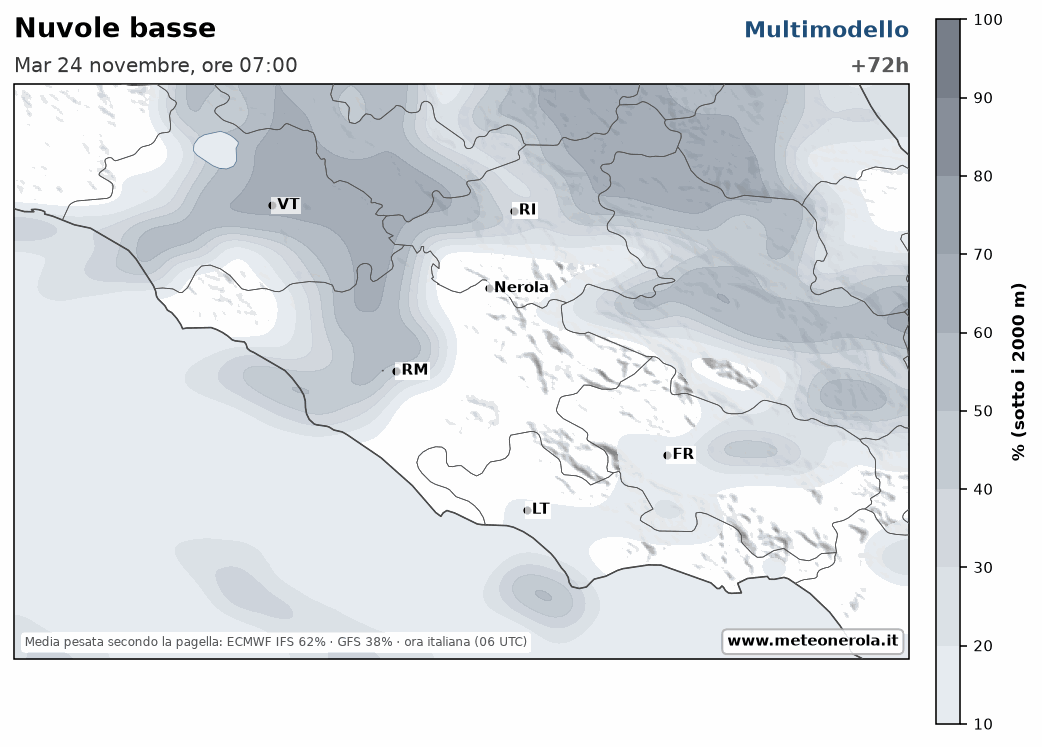 Nuvole basse
Multimodello
Mar 24 novembre, ore 07:00
+72h
100
90
80
70
60
50
40
30
20
10
% (sotto i 2000 m)
VT
RI
Nerola
RM
FR
LT
Media pesata secondo la pagella: ECMWF IFS 62% · GFS 38% · ora italiana (06 UTC)
www.meteonerola.it